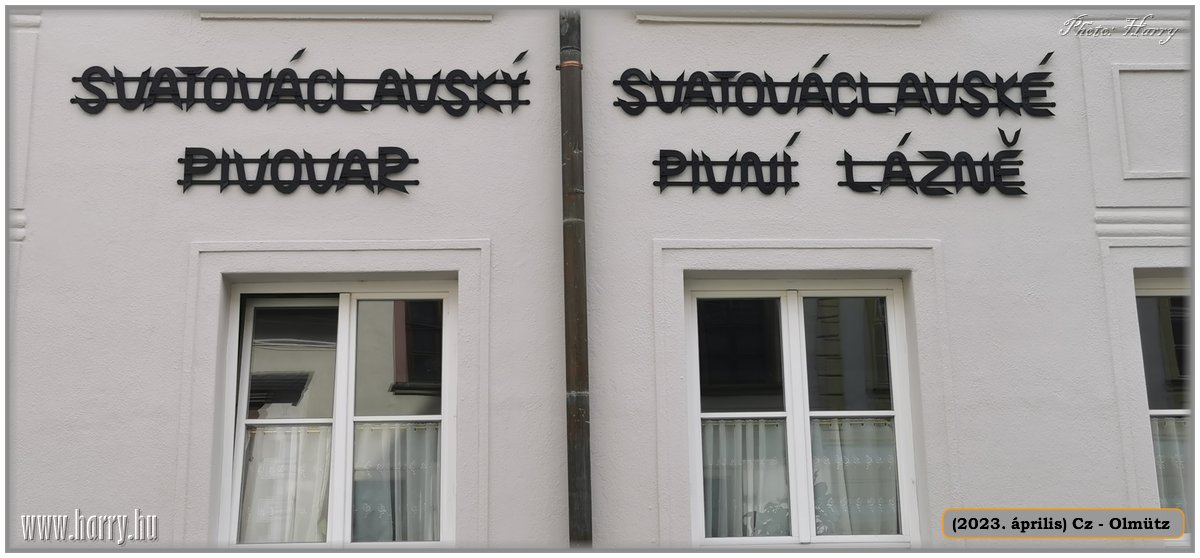 Photo: Harry
SVATOVÁCLAVSKÝ
PIVOVAR
SVATOVÁCLAVSKÉ
PIVNÍ LÁZNĚ
www.harry.hu
(2023. április) Cz - Olmütz